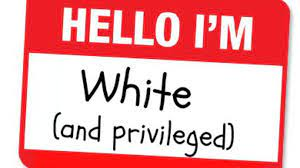 HELLO I'M
White
(and privileged)